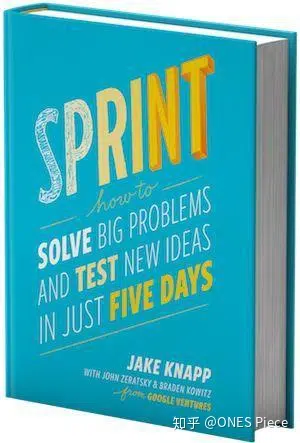 SPRINT
how to
SOLVE BIG PROBLEMS
AND TEST NEW IDEAS
IN JUST FIVE DAYS
JAKE KNAPP
WITH JOHN ZERATSKY & BRADEN KOWITZ
from GOOGLE VENTURES
知乎 @ONES Piece